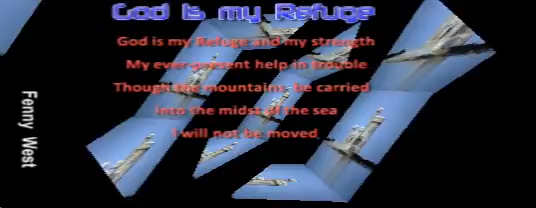 God is my Refuge
God is my Refuge and my strength
My ever-present help in trouble
Though the mountains be carried
Into the midst of the sea
I will not be moved
Fenny West